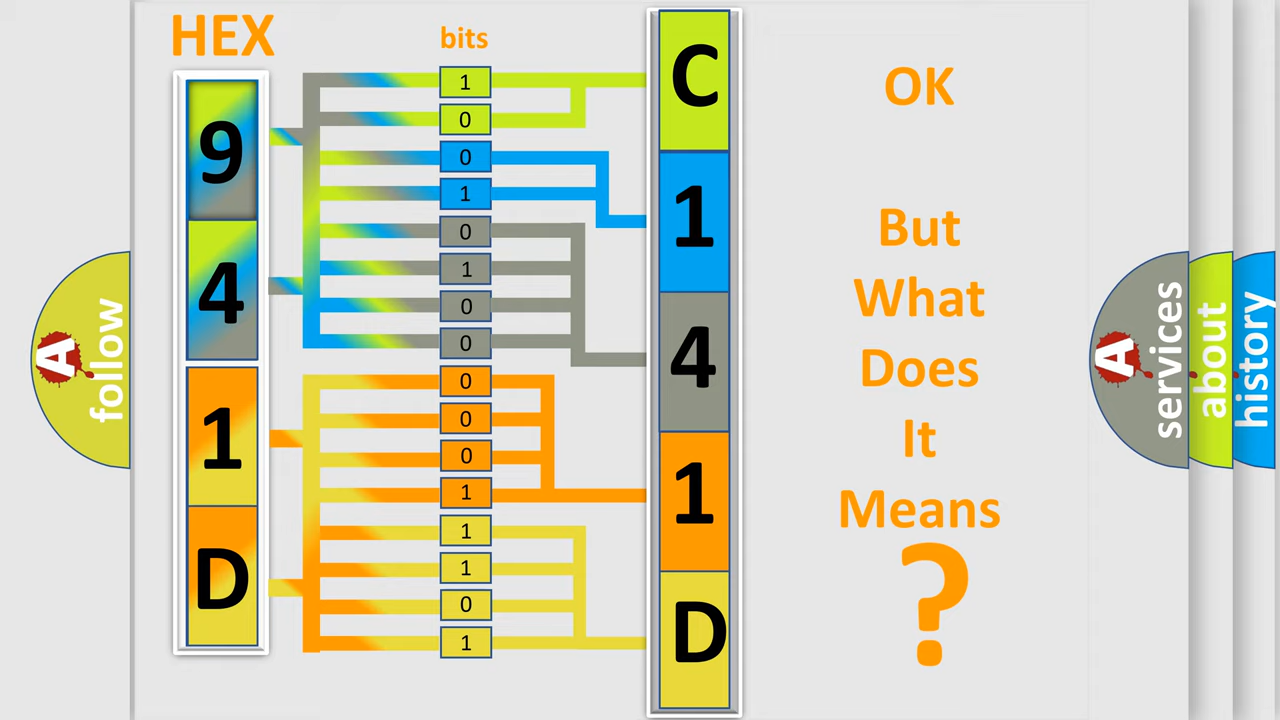 HEX
bits
9
4
1
D
1
0
0
1
0
1
0
0
0
0
0
1
1
1
0
1
C
1
4
1
D
OK
But
What
Does
It
Means
?
A
follow
A
services
about
history